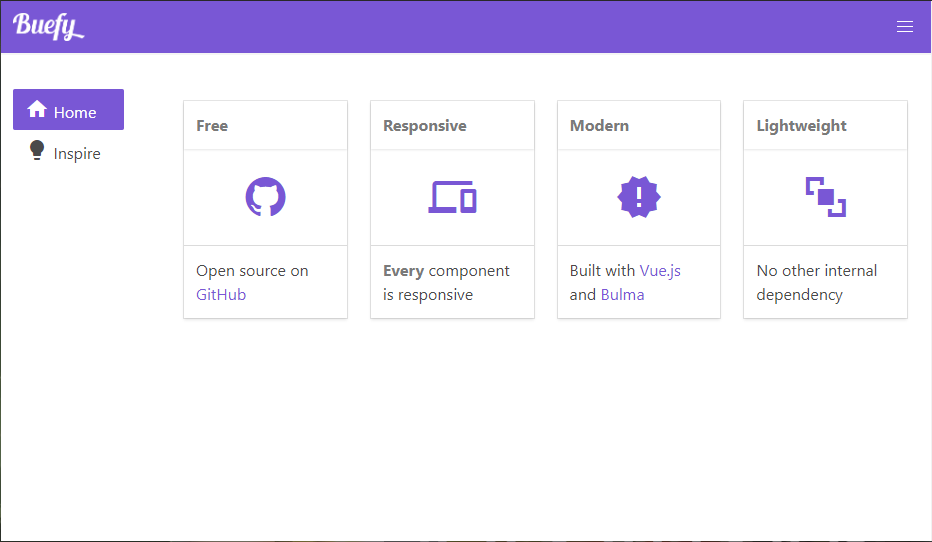 Buefy
Home
Inspire
Free
Open source on
GitHub
Responsive
Every component
is responsive
Modern
Built with Vue.js
and Bulma
Lightweight
No other internal
dependency